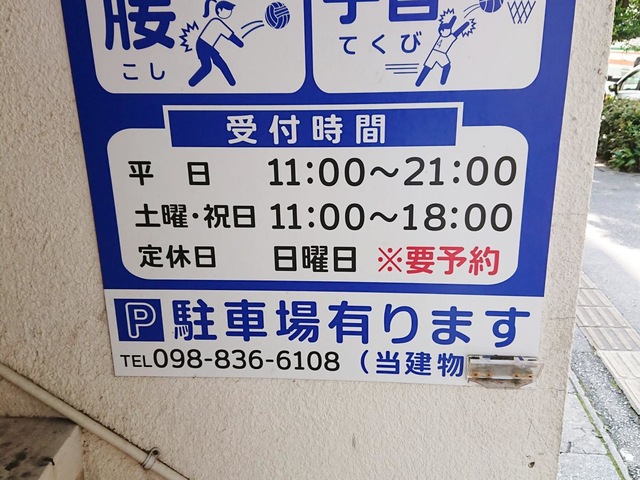 腰 手首
こし てくび
受付時間
平 日 11:00～21:00
土曜・祝日 11:00～18:00
定休日 日曜日 ※要予約
P 駐車場有ります
TEL098-836-6108（当建物